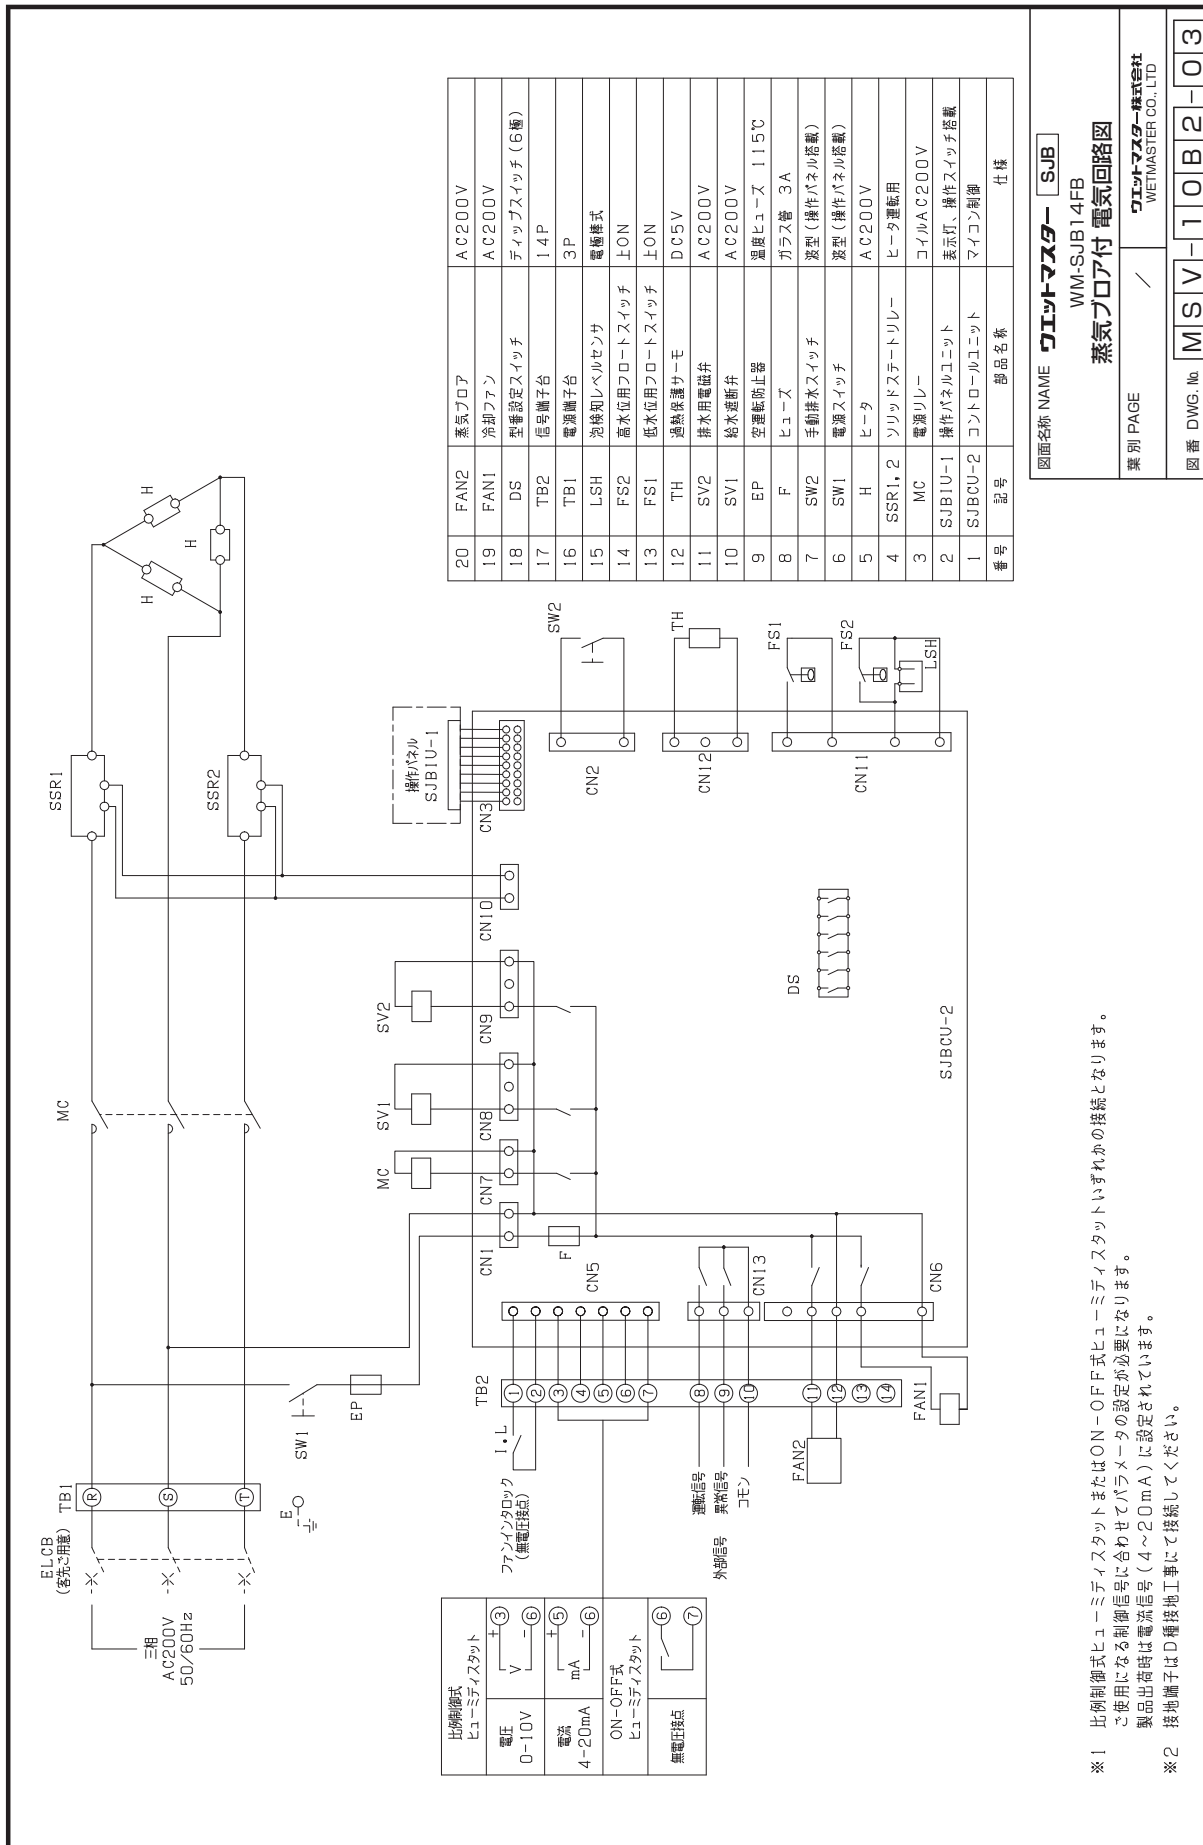 三相
AC200V
50/60Hz
ELCB
(客先ご用意)
TB1
R
S
T
E
SW1
EP
MC
SSR1
SSR2
H
H
H
比例制御式
ヒューミディスタット
電圧
0-10V
+
V
-
③
⑥
電流
4-20mA
+
mA
-
⑤
⑥
ON-OFF式
ヒューミディスタット
無電圧接点
⑥
⑦
ファンインタロック
(無電圧接点)
I.L
外部信号
運転信号
異常信号
コモン
TB2
①
②
③
④
⑤
⑥
⑦
⑧
⑨
⑩
⑪
⑫
⑬
⑭
FAN2
FAN1
CN5
CN13
CN6
CN1
F
MC
CN7
SV1
CN8
SV2
CN9
CN10
CN3
操作パネル
SJBIU-1
SW2
CN2
TH
CN12
FS1
FS2
LSH
CN11
DS
SJBCU-2
20 FAN2 蒸気ブロア AC200V
19 FAN1 冷却ファン AC200V
18 DS 型番設定スイッチ ディップスイッチ(6極)
17 TB2 信号端子台 14P
16 TB1 電源端子台 3P
15 LSH 泡検知レベルセンサ 電極棒式
14 FS2 高水位用フロートスイッチ 上ON
13 FS1 低水位用フロートスイッチ 上ON
12 TH 過熱保護サーモ DC5V
11 SV2 排水用電磁弁 AC200V
10 SV1 給水遮断弁 AC200V
9 EP 空運転防止器 温度ヒューズ 115℃
8 F ヒューズ ガラス管 3A
7 SW2 手動排水スイッチ 波型(操作パネル搭載)
6 SW1 電源スイッチ 波型(操作パネル搭載)
5 H ヒータ AC200V
4 SSR1,2 ソリッドステートリレー ヒータ運転用
3 MC 電源リレー コイルAC200V
2 SJBIU-1 操作パネルユニット 表示灯、操作スイッチ搭載
1 SJBCU-2 コントロールユニット マイコン制御
番号 記号 部品名称 仕様
※1 比例制御式ヒューミディスタットまたはON-OFF式ヒューミディスタットいずれかの接続となります。
ご使用になる制御信号に合わせてパラメータの設定が必要になります。
製品出荷時は電流信号(4~20mA)に設定されています。
※2 接地端子はD種接地工事にて接続してください。
図面名称 NAME ウエットマスター SJB
WM-SJB14FB
蒸気ブロア付 電気回路図
葉別 PAGE /
ウエットマスター株式会社
WETMASTER CO., LTD
図番 DWG. No. MSV-10B2-03